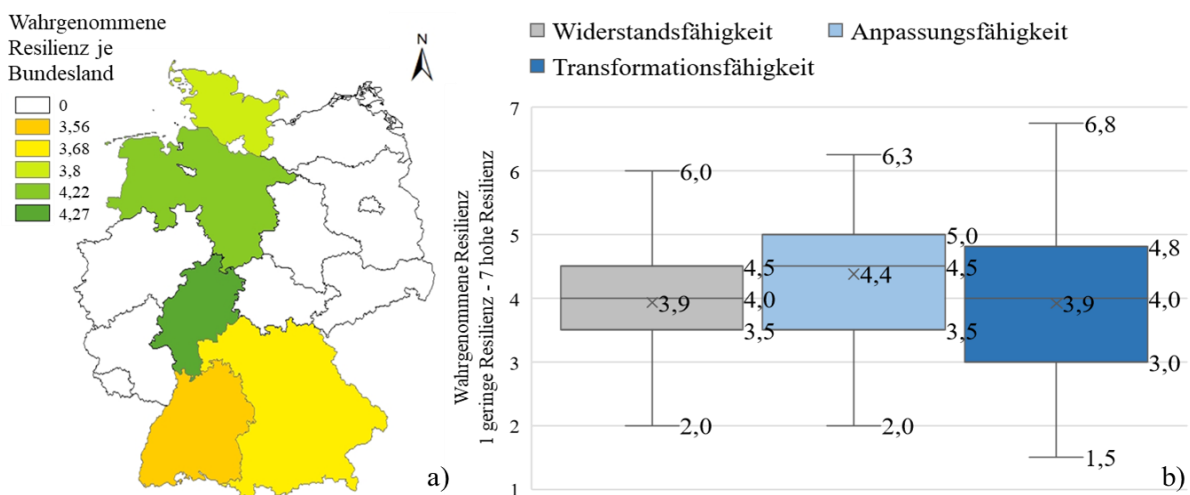 Wahrgenommene
Resilienz je
Bundesland
0
3,56
3,68
3,8
4,22
4,27
N
a)
Widerstandsfähigkeit
Anpassungsfähigkeit
Transformationsfähigkeit
Wahrgenommene Resilienz
1 geringe Resilienz - 7 hohe Resilienz
7
6
5
4
3
2
1
6,0
4,5
4,0
3,9
3,5
2,0
6,3
5,0
4,5
4,4
3,5
2,0
6,8
4,8
4,0
3,9
3,0
1,5
b)